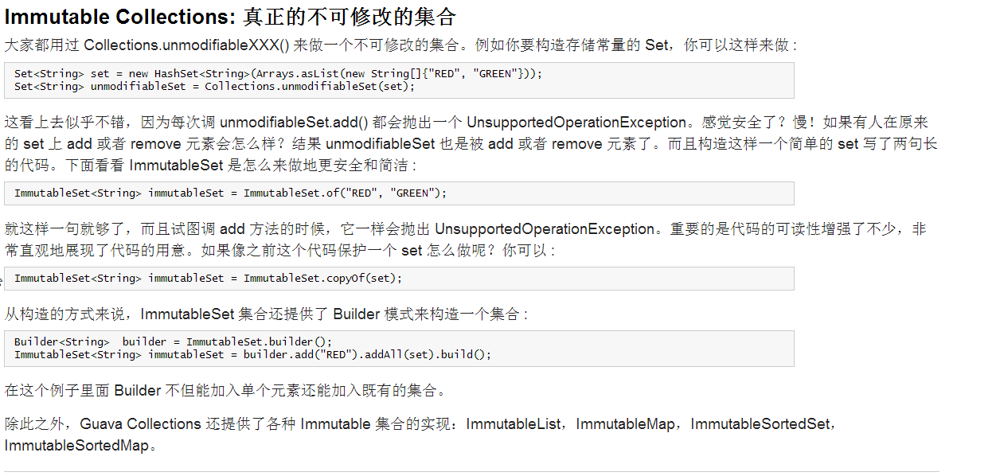 Immutable Collections: 真正的不可修改的集合
大家都用过 Collections.unmodifiableXXX() 来做一个不可修改的集合。例如你要构造存储常量的 Set，你可以这样来做 :
Set<String> set = new HashSet<String>(Arrays.asList(new String[]{"RED", "GREEN"}));
Set<String> unmodifiableSet = Collections.unmodifiableSet(set);
这看上去似乎不错，因为每次调 unmodifiableSet.add() 都会抛出一个 UnsupportedOperationException。感觉安全了？慢！如果有人在原来
的 set 上 add 或者 remove 元素会怎么样？结果 unmodifiableSet 也是被 add 或者 remove 元素了。而且构造这样一个简单的 set 写了两句长
的代码。下面看看 ImmutableSet 是怎么来做地更安全和简洁 :
ImmutableSet<String> immutableSet = ImmutableSet.of("RED", "GREEN");
就这样一句就够了，而且试图调 add 方法的时候，它一样会抛出 UnsupportedOperationException。重要的是代码的可读性增强了不少，非
常直观地展现了代码的用意。如果像之前这个代码保护一个 set 怎么做呢？你可以 :
ImmutableSet<String> immutableSet = ImmutableSet.copyOf(set);
从构造的方式来说，ImmutableSet 集合还提供了 Builder 模式来构造一个集合 :
Builder<String>  builder = ImmutableSet.builder();
ImmutableSet<String> immutableSet = builder.add("RED").addAll(set).build();
在这个例子里面 Builder 不但能加入单个元素还能加入既有的集合。
除此之外，Guava Collections 还提供了各种 Immutable 集合的实现：ImmutableList，ImmutableMap，ImmutableSortedSet，
ImmutableSortedMap。